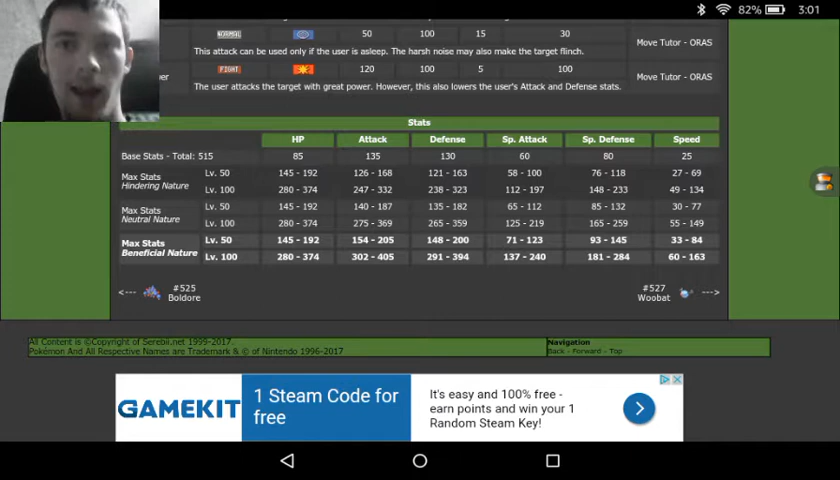 82% 3:01
NORMAL 50 100 15 30
This attack can be used only if the user is asleep. The harsh noise may also make the target flinch.
Move Tutor - ORAS
FIGHT 120 100 5 100
The user attacks the target with great power. However, this also lowers the user's Attack and Defense stats.
Move Tutor - ORAS
Stats
HP Attack Defense Sp. Attack Sp. Defense Speed
Base Stats - Total: 515 85 135 130 60 80 25
Max Stats
Hindering Nature
Lv. 50 145 - 192 126 - 168 121 - 163 58 - 100 76 - 118 27 - 69
Lv. 100 280 - 374 247 - 332 238 - 323 112 - 197 148 - 233 49 - 134
Max Stats
Neutral Nature
Lv. 50 145 - 192 140 - 187 135 - 182 65 - 112 85 - 132 30 - 77
Lv. 100 280 - 374 275 - 369 265 - 359 125 - 219 165 - 259 55 - 149
Max Stats
Beneficial Nature
Lv. 50 145 - 192 154 - 205 148 - 200 71 - 123 93 - 145 33 - 84
Lv. 100 280 - 374 302 - 405 291 - 394 137 - 240 181 - 284 60 - 163
<--- #525
Boldore
#527
Woobat --->
All Content is ©Copyright of Serebii.net 1999-2017.
Pokémon And All Respective Names are Trademark & © of Nintendo 1996-2017
Navigation
Back - Forward - Top
GAMEKIT
1 Steam Code for
free
It's easy and 100% free -
earn points and win your 1
Random Steam Key!